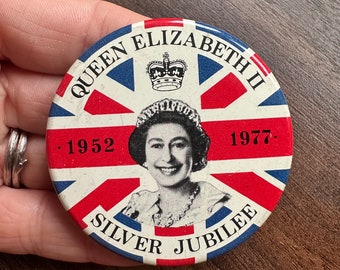 QUEEN ELIZABETH II
· 1952 1977 ·
SILVER JUBILEE